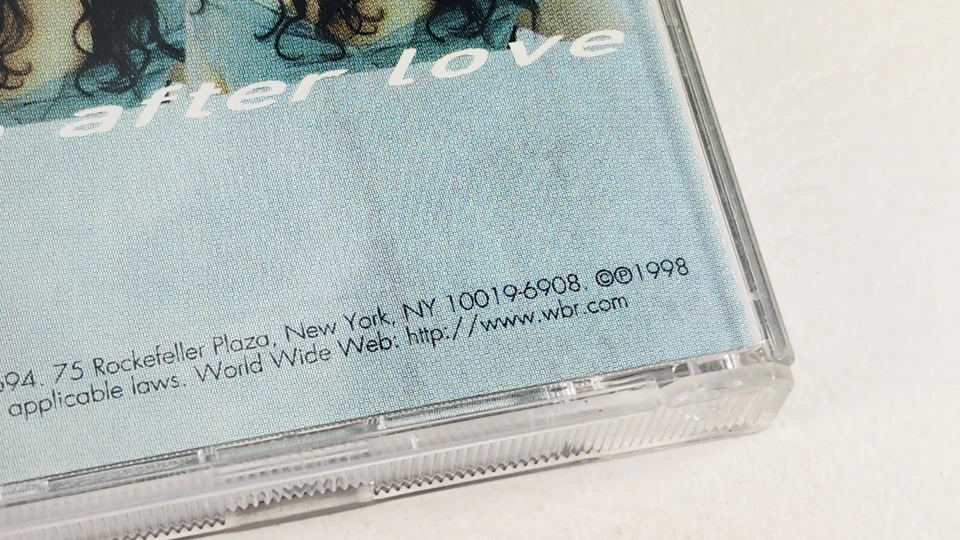 after love
694. 75 Rockefeller Plaza, New York, NY 10019-6908. ©℗1998
applicable laws. World Wide Web: http://www.wbr.com